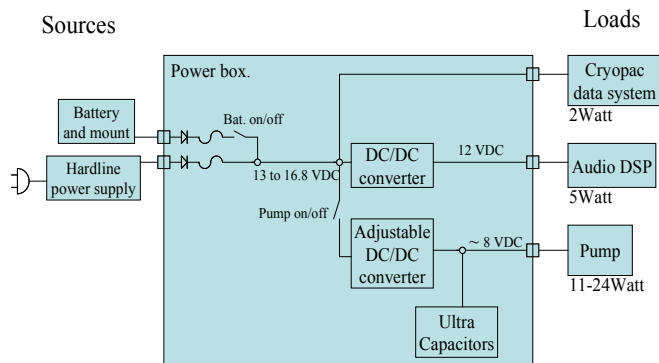 Sources
Loads
Power box.
Cryopac
data system
2Watt
Battery
and mount
Bat. on/off
Hardline
power supply
13 to 16.8 VDC
DC/DC
converter
12 VDC
Audio DSP
5Watt
Pump on/off
Adjustable
DC/DC
converter
~ 8 VDC
Pump
11-24Watt
Ultra
Capacitors